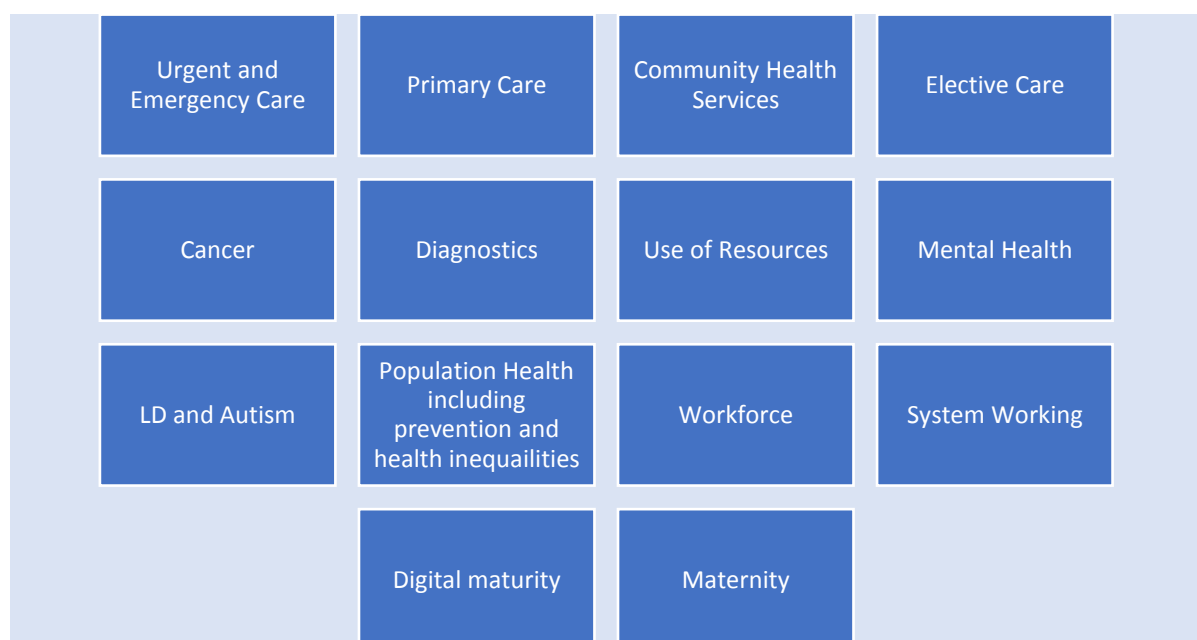 Urgent and
Emergency Care
Primary Care
Community Health
Services
Elective Care
Cancer
Diagnostics
Use of Resources
Mental Health
LD and Autism
Population Health
including
prevention and
health inequailities
Workforce
System Working
Digital maturity
Maternity